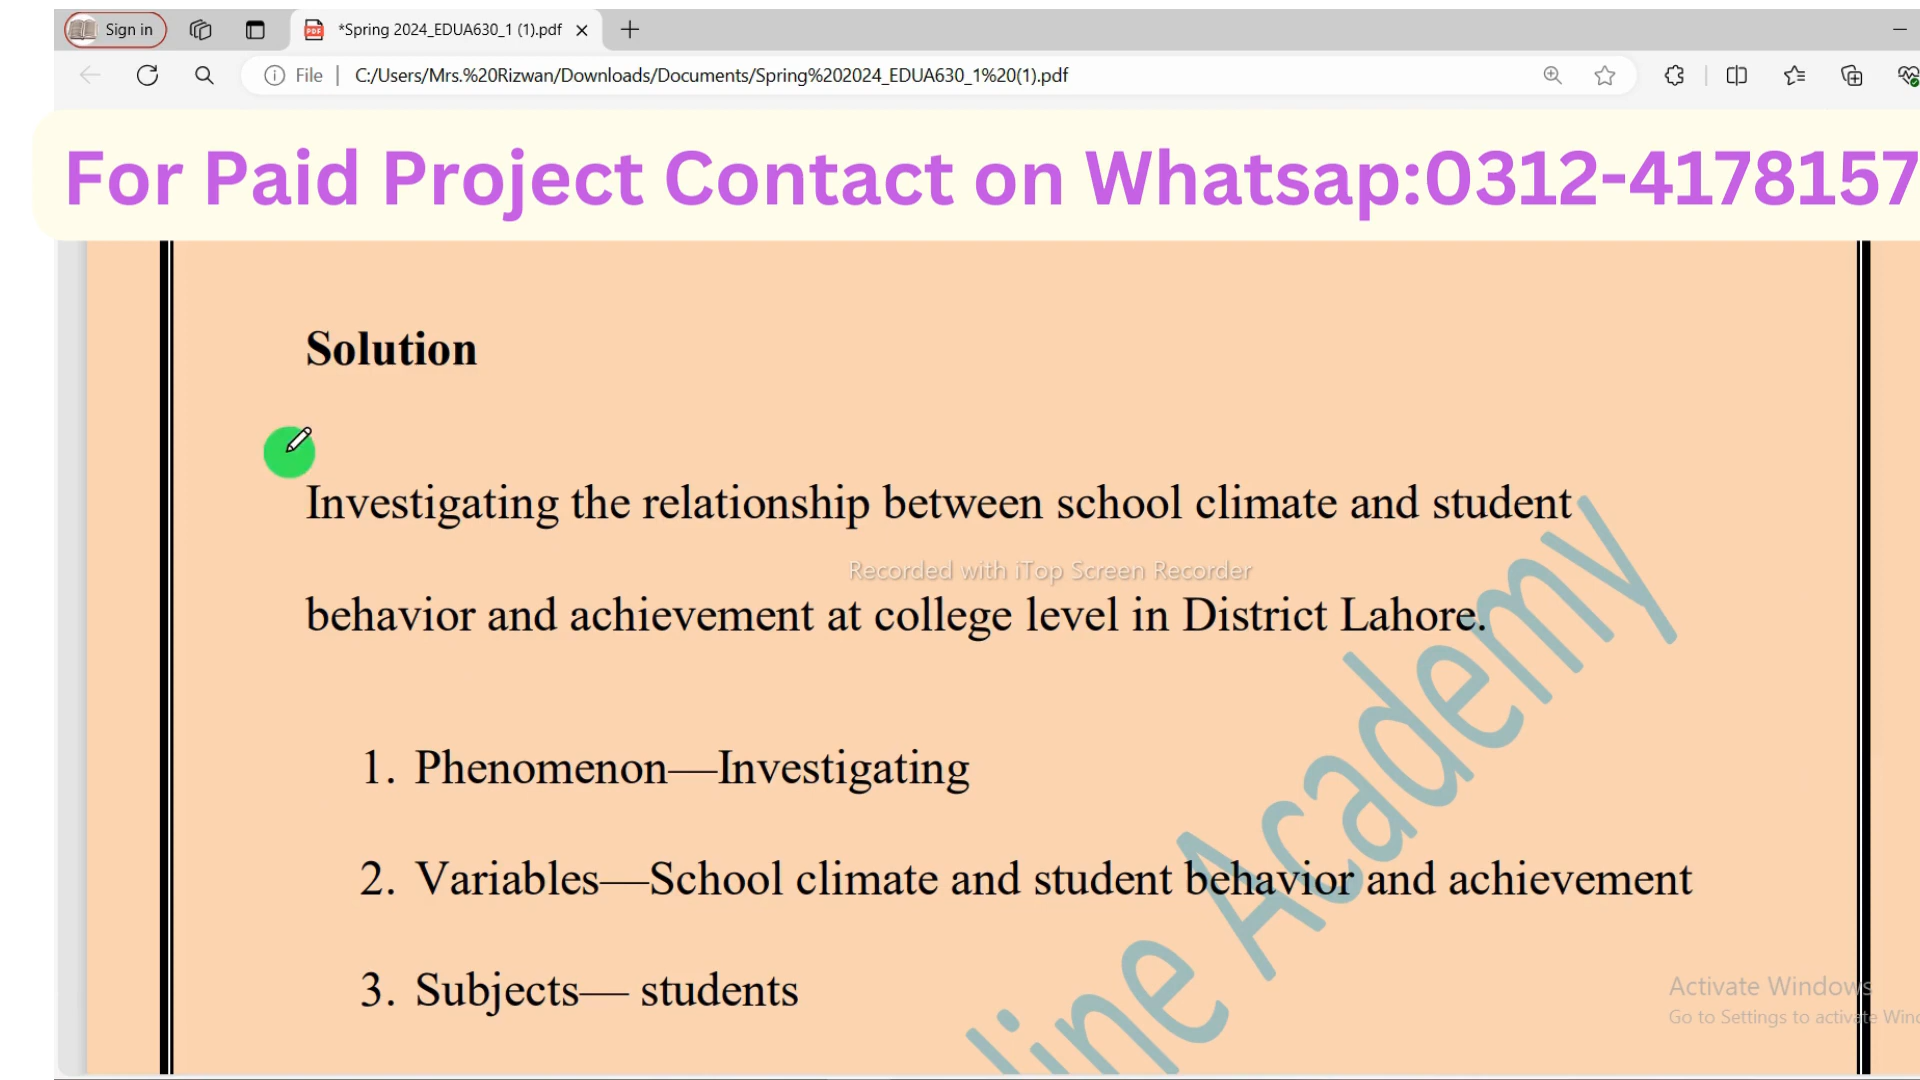 Sign in
*Spring 2024_EDUA630_1 (1).pdf
File
C:/Users/Mrs.%20Rizwan/Downloads/Documents/Spring%202024_EDUA630_1%20(1).pdf
For Paid Project Contact on Whatsap:0312-4178157
Solution
Investigating the relationship between school climate and student
Recorded with iTop Screen Recorder
behavior and achievement at college level in District Lahore.
1. Phenomenon—Investigating
2. Variables—School climate and student behavior and achievement
3. Subjects— students
line Academy
Activate Windows
Go to Settings to activate Wind